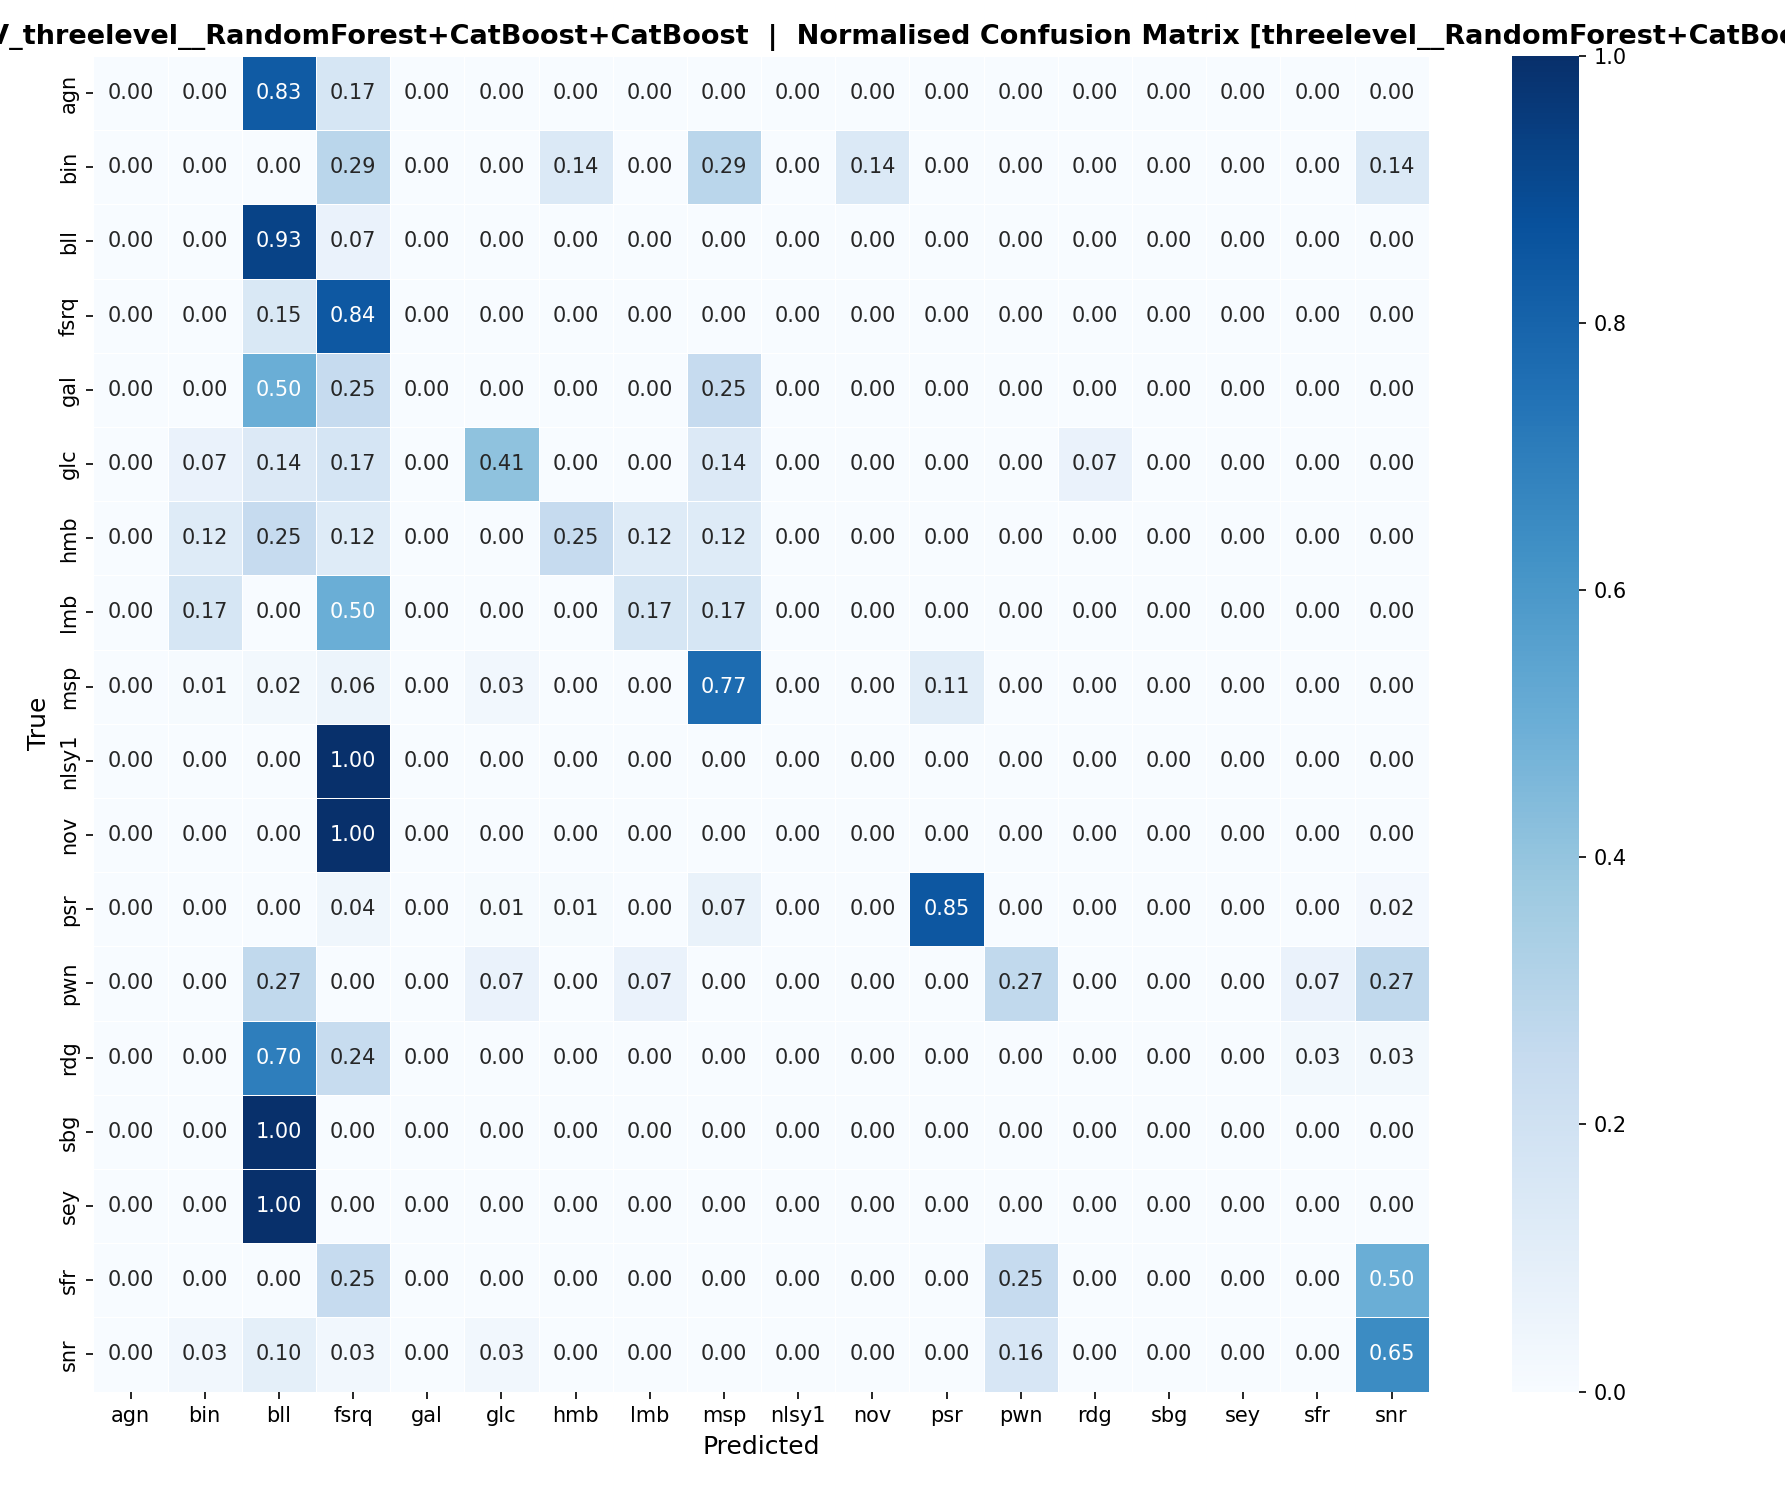 V_threelevel__RandomForest+CatBoost+CatBoost | Normalised Confusion Matrix [threelevel__RandomForest+CatBoo
agn 0.00 0.00 0.83 0.17 0.00 0.00 0.00 0.00 0.00 0.00 0.00 0.00 0.00 0.00 0.00 0.00 0.00 0.00
bin 0.00 0.00 0.00 0.29 0.00 0.00 0.14 0.00 0.29 0.00 0.14 0.00 0.00 0.00 0.00 0.00 0.00 0.14
bll 0.00 0.00 0.93 0.07 0.00 0.00 0.00 0.00 0.00 0.00 0.00 0.00 0.00 0.00 0.00 0.00 0.00 0.00
fsrq 0.00 0.00 0.15 0.84 0.00 0.00 0.00 0.00 0.00 0.00 0.00 0.00 0.00 0.00 0.00 0.00 0.00 0.00
gal 0.00 0.00 0.50 0.25 0.00 0.00 0.00 0.00 0.25 0.00 0.00 0.00 0.00 0.00 0.00 0.00 0.00 0.00
glc 0.00 0.07 0.14 0.17 0.00 0.41 0.00 0.00 0.14 0.00 0.00 0.00 0.00 0.07 0.00 0.00 0.00 0.00
hmb 0.00 0.12 0.25 0.12 0.00 0.00 0.25 0.12 0.12 0.00 0.00 0.00 0.00 0.00 0.00 0.00 0.00 0.00
lmb 0.00 0.17 0.00 0.50 0.00 0.00 0.00 0.17 0.17 0.00 0.00 0.00 0.00 0.00 0.00 0.00 0.00 0.00
msp 0.00 0.01 0.02 0.06 0.00 0.03 0.00 0.00 0.77 0.00 0.00 0.11 0.00 0.00 0.00 0.00 0.00 0.00
nlsy1 0.00 0.00 0.00 1.00 0.00 0.00 0.00 0.00 0.00 0.00 0.00 0.00 0.00 0.00 0.00 0.00 0.00 0.00
nov 0.00 0.00 0.00 1.00 0.00 0.00 0.00 0.00 0.00 0.00 0.00 0.00 0.00 0.00 0.00 0.00 0.00 0.00
psr 0.00 0.00 0.00 0.04 0.00 0.01 0.01 0.00 0.07 0.00 0.00 0.85 0.00 0.00 0.00 0.00 0.00 0.02
pwn 0.00 0.00 0.27 0.00 0.00 0.07 0.00 0.07 0.00 0.00 0.00 0.00 0.27 0.00 0.00 0.00 0.07 0.27
rdg 0.00 0.00 0.70 0.24 0.00 0.00 0.00 0.00 0.00 0.00 0.00 0.00 0.00 0.00 0.00 0.00 0.03 0.03
sbg 0.00 0.00 1.00 0.00 0.00 0.00 0.00 0.00 0.00 0.00 0.00 0.00 0.00 0.00 0.00 0.00 0.00 0.00
sey 0.00 0.00 1.00 0.00 0.00 0.00 0.00 0.00 0.00 0.00 0.00 0.00 0.00 0.00 0.00 0.00 0.00 0.00
sfr 0.00 0.00 0.00 0.25 0.00 0.00 0.00 0.00 0.00 0.00 0.00 0.00 0.25 0.00 0.00 0.00 0.00 0.50
snr 0.00 0.03 0.10 0.03 0.00 0.03 0.00 0.00 0.00 0.00 0.00 0.00 0.16 0.00 0.00 0.00 0.00 0.65
agn bin bll fsrq gal glc hmb lmb msp nlsy1 nov psr pwn rdg sbg sey sfr snr
Predicted
True
1.0
0.8
0.6
0.4
0.2
0.0